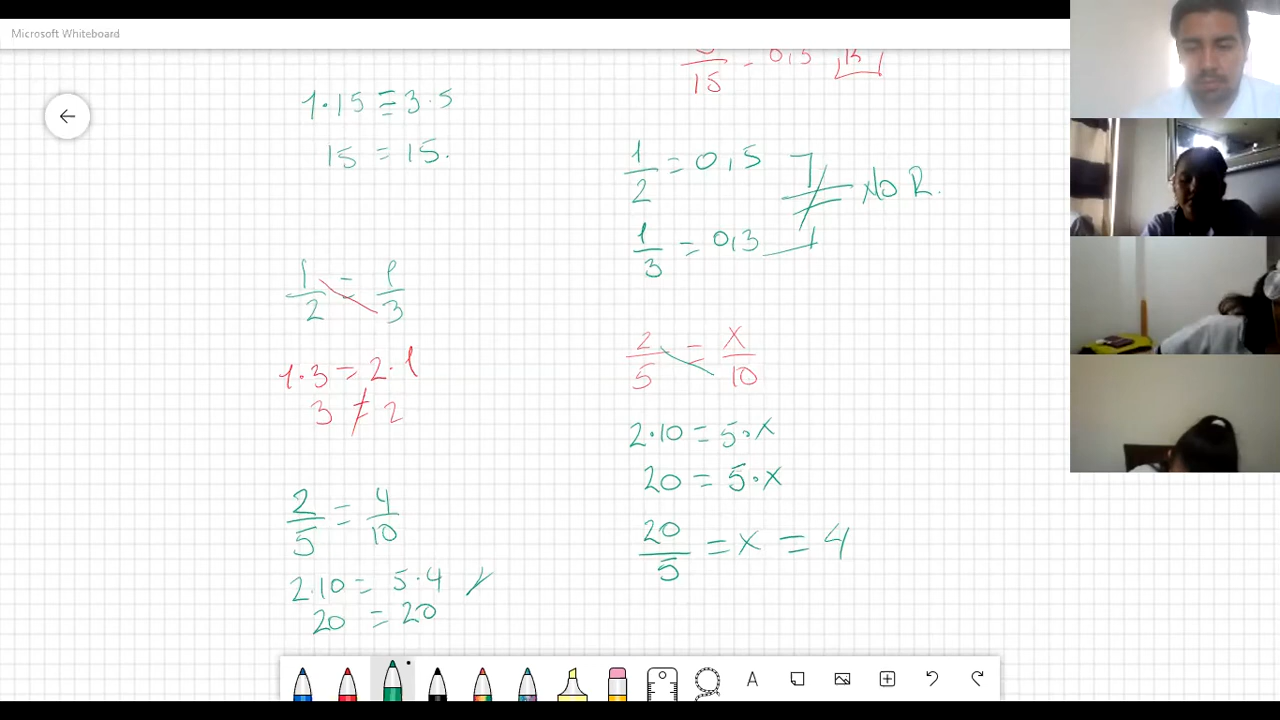 Microsoft Whiteboard
1·15 = 3·5
15 = 15.
1/2 = 1/3
1·3 = 2·1
3 ≠ 2
2/5 = 4/10
2·10 = 5·4
20 = 20
15 - 0,5 R
1/2 = 0,5
NO R.
1/3 = 0,3
2/5 = x/10
2·10 = 5·x
20 = 5·x
20/5 = x = 4
A